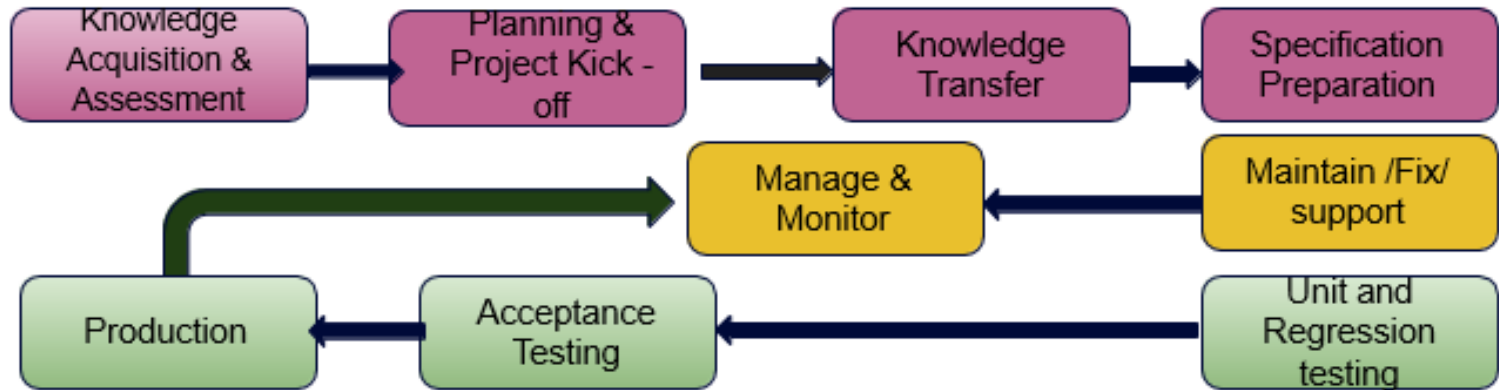 Knowledge
Acquisition &
Assessment
Planning &
Project Kick -
off
Knowledge
Transfer
Specification
Preparation
Manage &
Monitor
Maintain /Fix/
support
Production
Acceptance
Testing
Unit and
Regression
testing